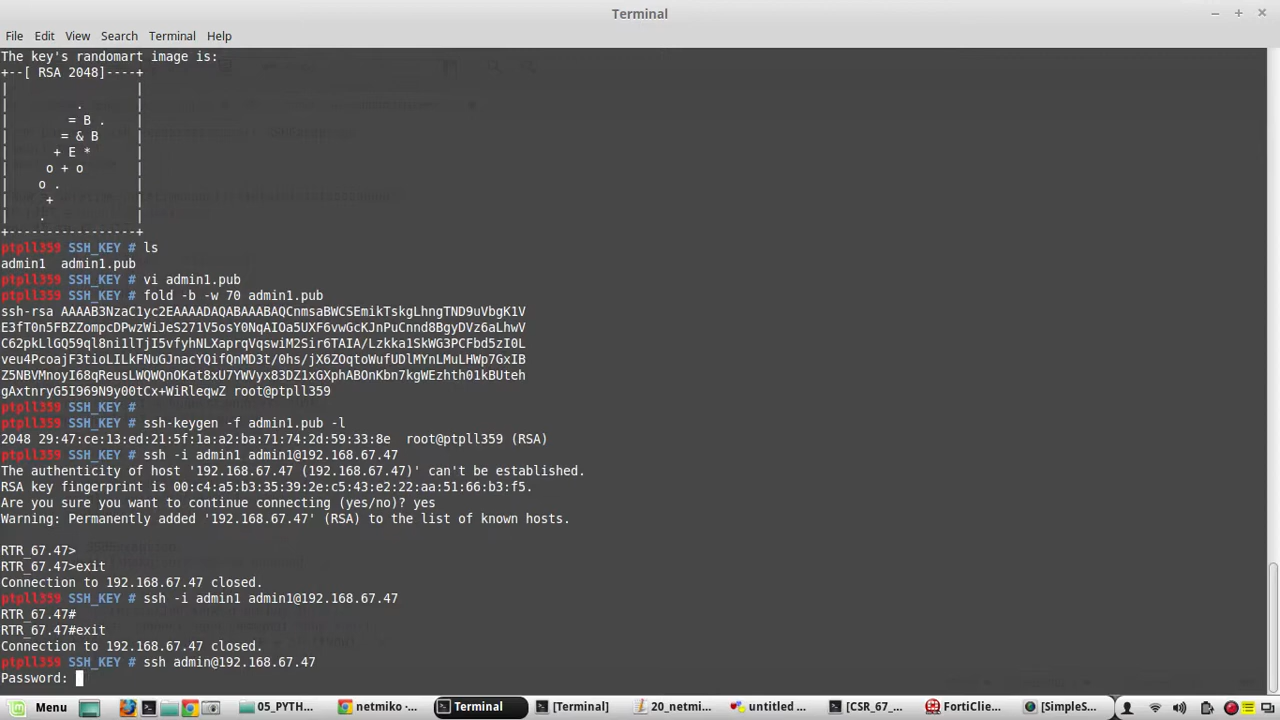 Terminal
File Edit View Search Terminal Help
The key's randomart image is:
+--[ RSA 2048]----+
|                 |
|         .       |
|        = B .    |
|       = & B     |
|      + E *      |
|     o + o       |
|    o .          |
|     +           |
|    .            |
+-----------------+
ptpll359 SSH_KEY # ls
admin1  admin1.pub
ptpll359 SSH_KEY # vi admin1.pub
ptpll359 SSH_KEY # fold -b -w 70 admin1.pub
ssh-rsa AAAAB3NzaC1yc2EAAAADAQABAAABAQCnmsaBWCSEmikTskgLhngTND9uVbgK1V
E3fT0n5FBZZompcDPwzWiJeS271V5osY0NqAIOa5UXF6vwGcKJnPuCnnd8BgyDVz6aLhwV
C62pkLlGQ59ql8ni1lTjI5vfyhNLXaprqVqswiM2Sir6TAIA/Lzkka1SkWG3PCFbd5zI0L
veu4PcoajF3tioLILkFNuGJnacYQifQnMD3t/0hs/jX6ZOqtoWufUDlMYnLMuLHWp7GxIB
Z5NBVMnoyI68qReusLWQWQnOKat8xU7YWVyx83DZ1xGXphABOnKbn7kgWEzhth01kBUteh
gAxtnryG5I969N9y00tCx+WiRleqwZ root@ptpll359
ptpll359 SSH_KEY #
ptpll359 SSH_KEY # ssh-keygen -f admin1.pub -l
2048 29:47:ce:13:ed:21:5f:1a:a2:ba:71:74:2d:59:33:8e  root@ptpll359 (RSA)
ptpll359 SSH_KEY # ssh -i admin1 admin1@192.168.67.47
The authenticity of host '192.168.67.47 (192.168.67.47)' can't be established.
RSA key fingerprint is 00:c4:a5:b3:35:39:2e:c5:43:e2:22:aa:51:66:b3:f5.
Are you sure you want to continue connecting (yes/no)? yes
Warning: Permanently added '192.168.67.47' (RSA) to the list of known hosts.
RTR_67.47>
RTR_67.47>exit
Connection to 192.168.67.47 closed.
ptpll359 SSH_KEY # ssh -i admin1 admin1@192.168.67.47
RTR_67.47#
RTR_67.47#exit
Connection to 192.168.67.47 closed.
ptpll359 SSH_KEY # ssh admin@192.168.67.47
Password:
Menu 05_PYTH... netmiko -... Terminal [Terminal] 20_netmi... untitled ... [CSR_67_... FortiClie... [SimpleS...